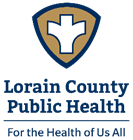 Lorain County
Public Health
For the Health of Us All